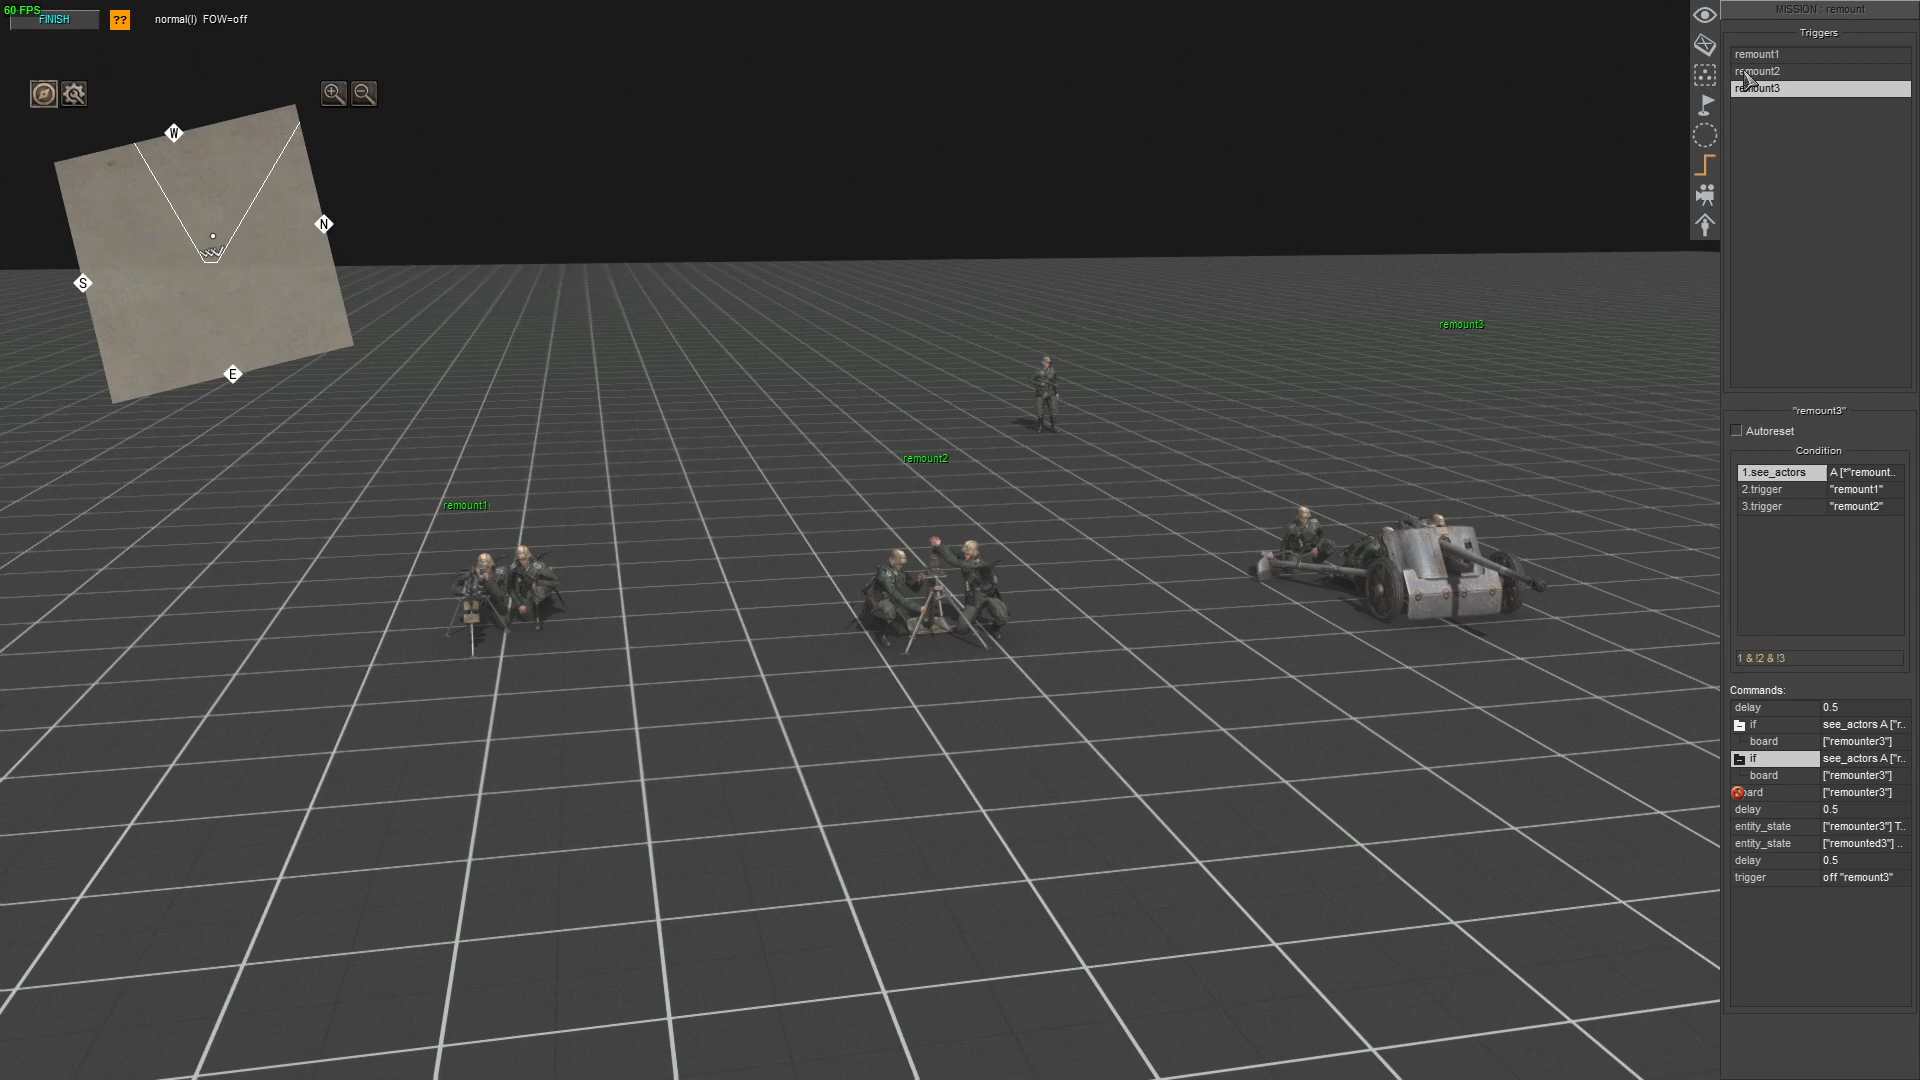 60 FPS
FINISH
??
normal(I) FOW=off
W
N
S
E
remount3
remount2
remount1
MISSION : remount
Triggers
remount1
remount2
remount3
"remount3"
Autoreset
Condition
1.see_actors A [*"remount..
2.trigger "remount1"
3.trigger "remount2"
1 & !2 & !3
Commands:
delay 0.5
if see_actors A ["r..
board ["remounter3"]
if see_actors A ["r..
board ["remounter3"]
ard ["remounter3"]
delay 0.5
entity_state ["remounter3"] T..
entity_state ["remounted3"] ..
delay 0.5
trigger off "remount3"